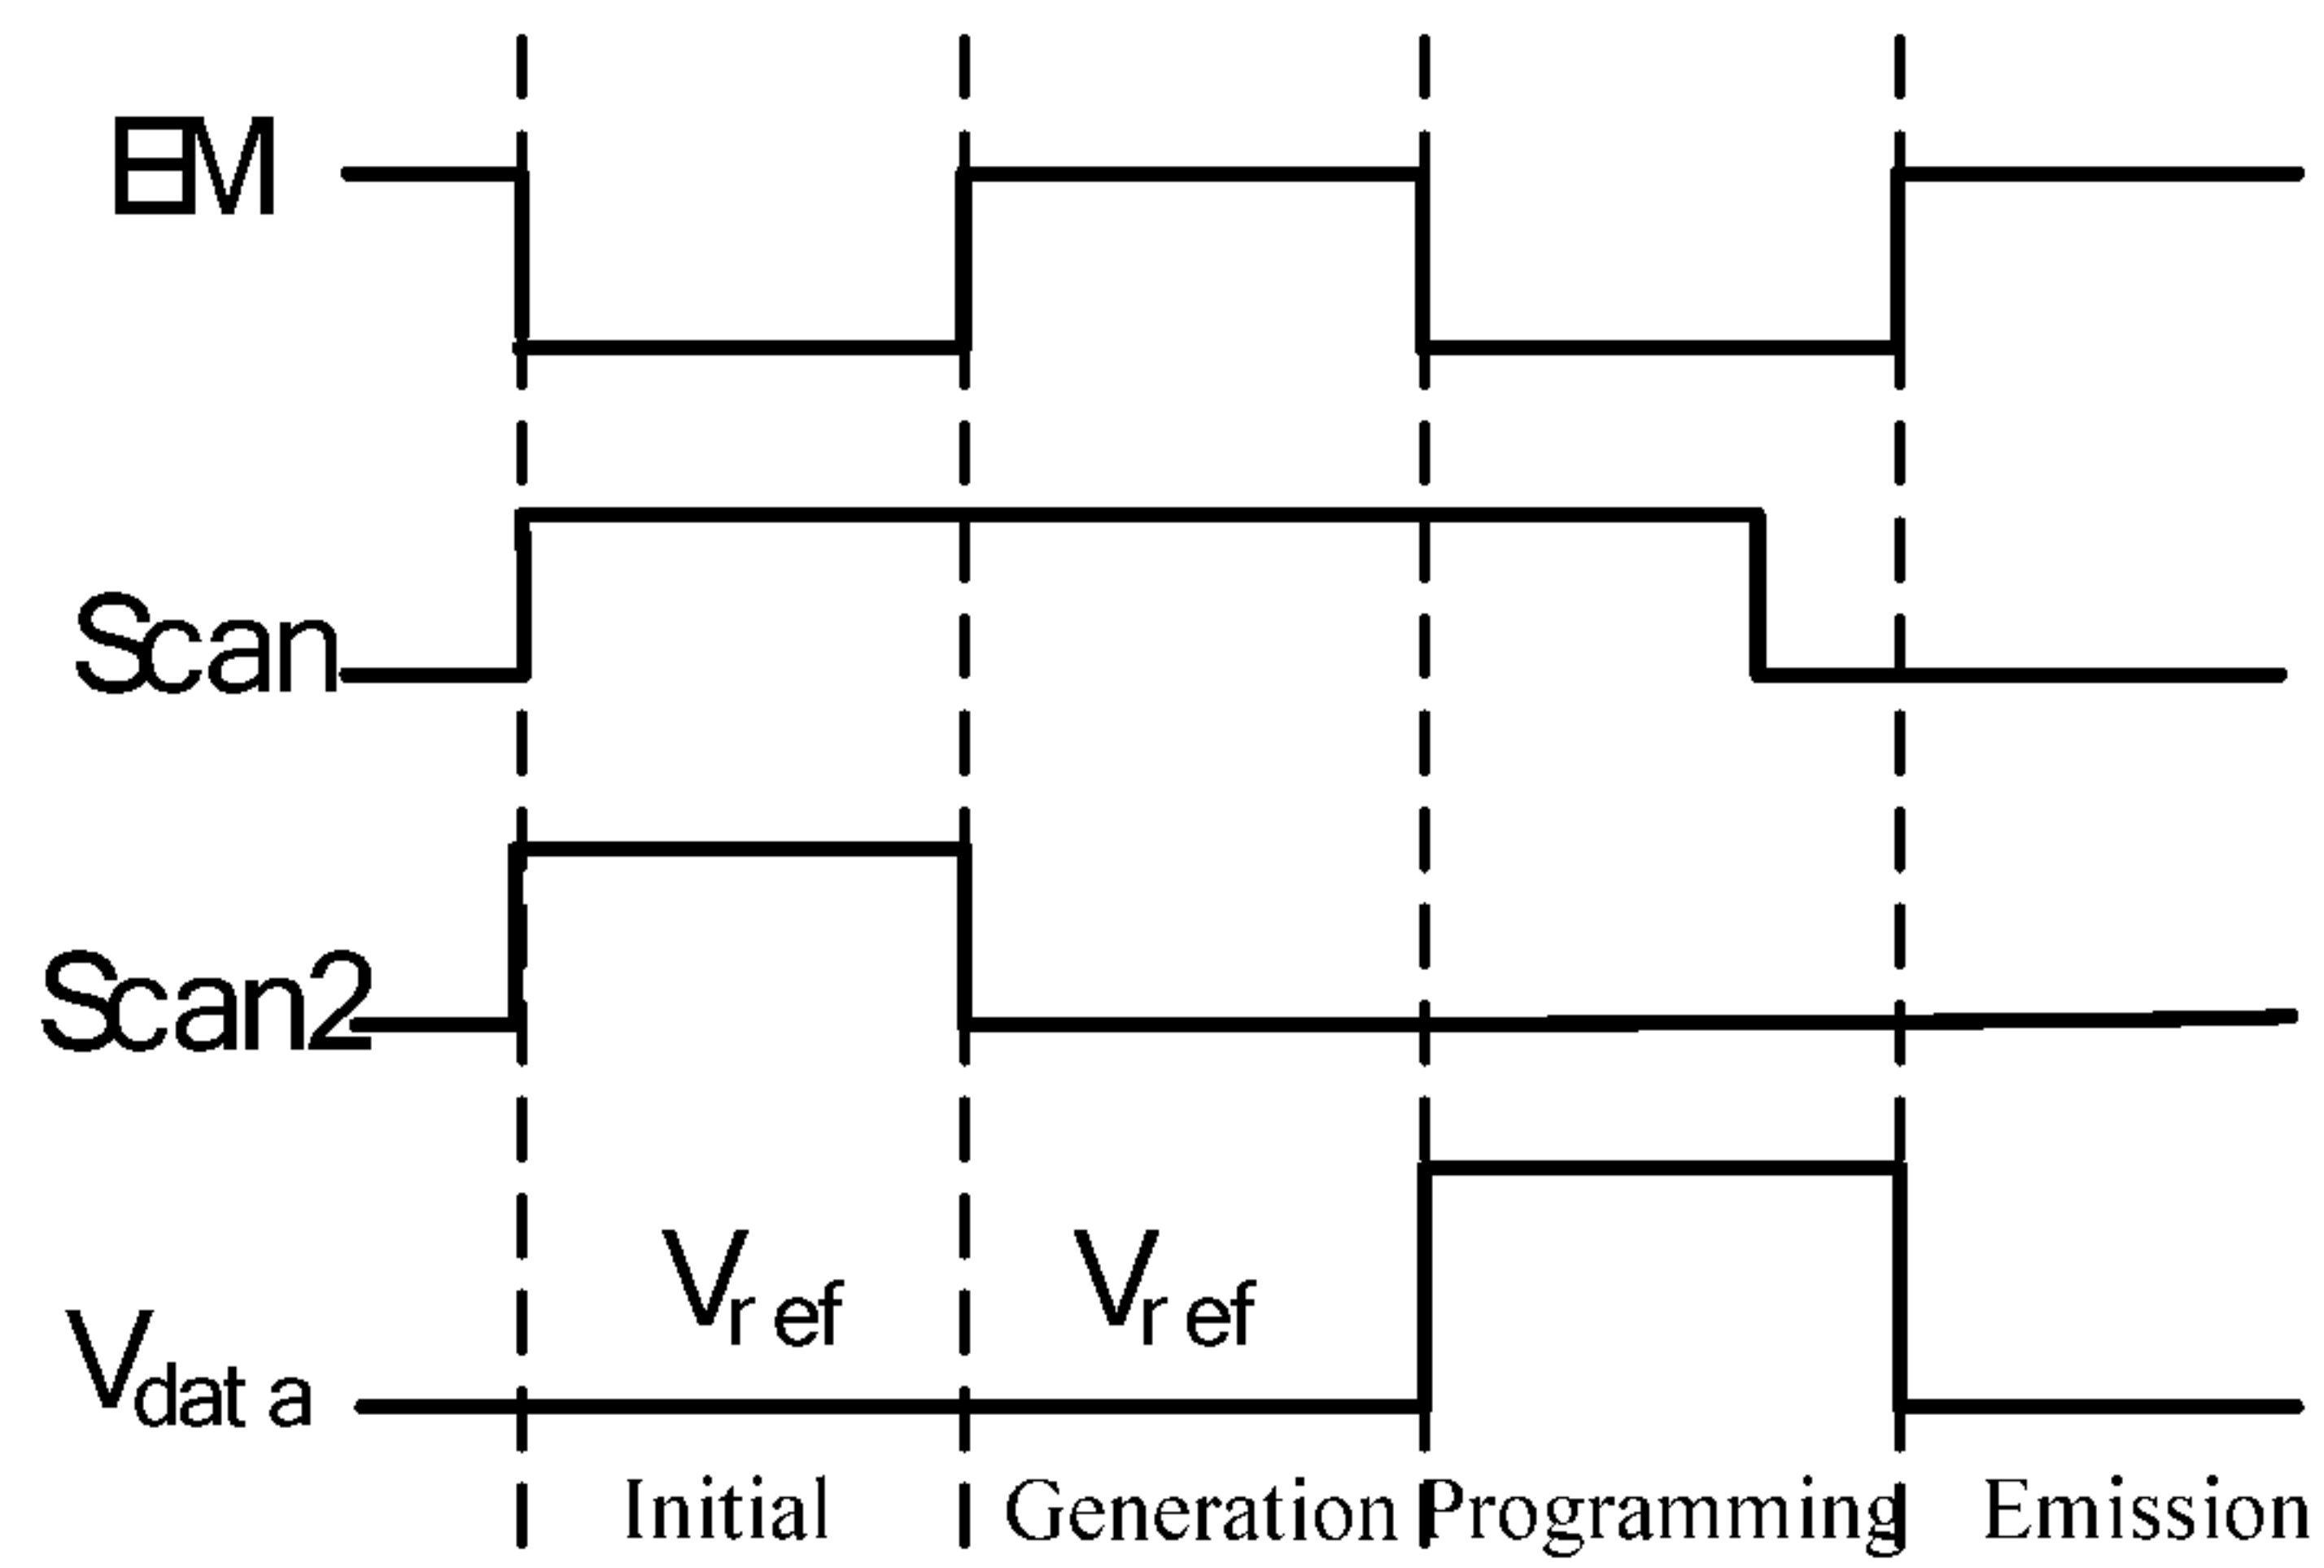 EM
Scan
Scan2
Vref Vref
Vdata
Initial Generation Programming Emission